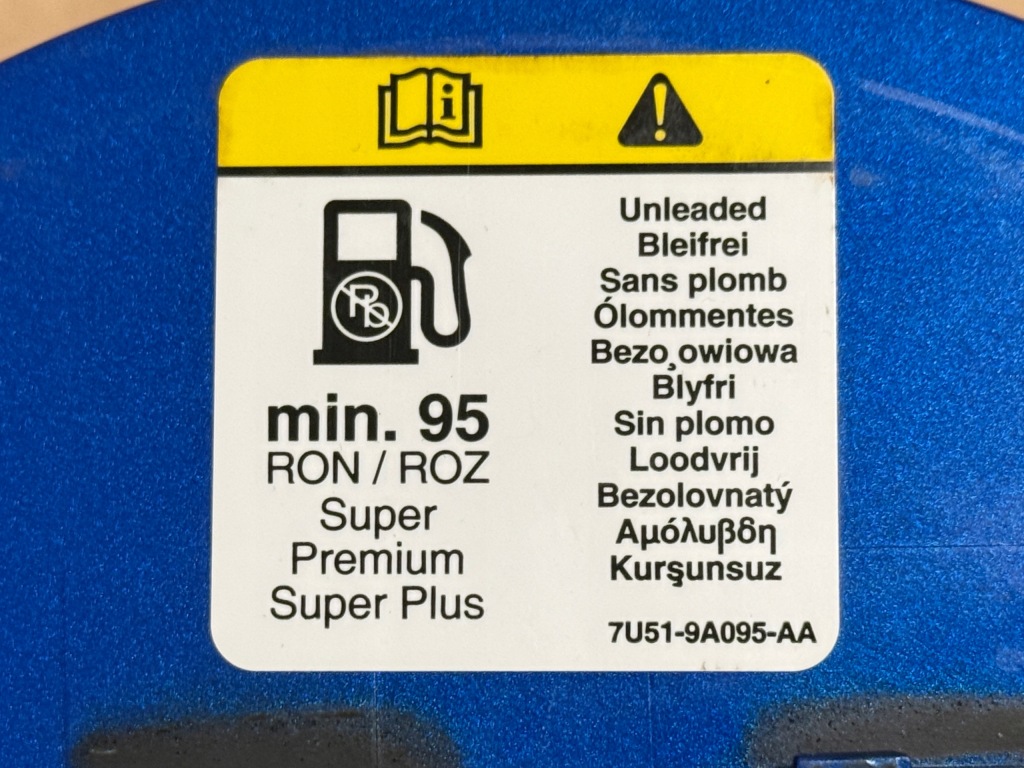 i
!
Pb
min. 95
RON / ROZ
Super
Premium
Super Plus
Unleaded
Bleifrei
Sans plomb
Ólommentes
Bezo¸owiowa
Blyfri
Sin plomo
Loodvrij
Bezolovnatý
Αμόλυβδη
Kurşunsuz
7U51-9A095-AA